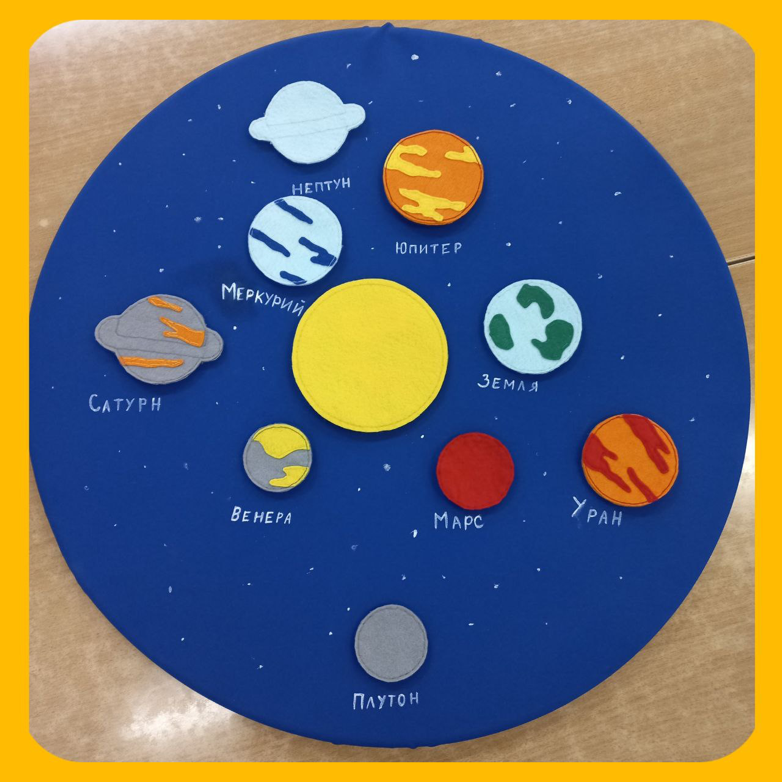 Нептун
Юпитер
Меркурий
Земля
Сатурн
Венера
Марс
Уран
Плутон